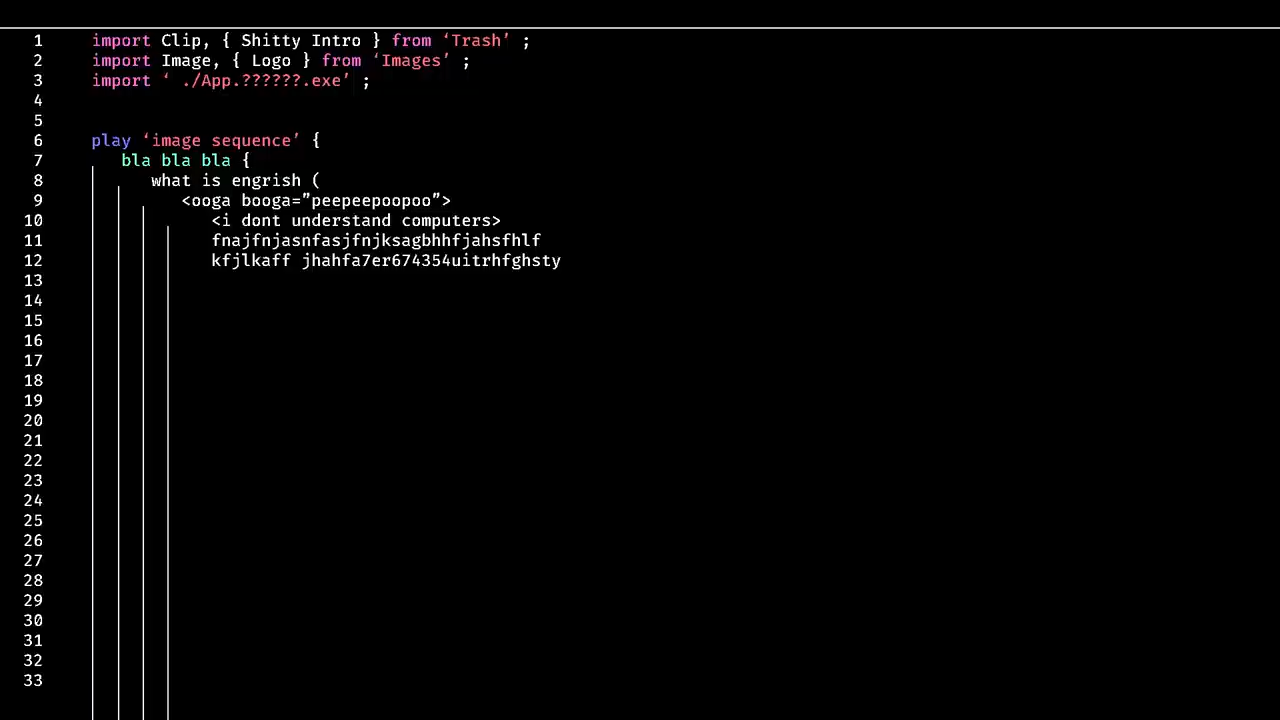 1 import Clip, { Shitty Intro } from ‘Trash’ ;
2 import Image, { Logo } from ‘Images’ ;
3 import ‘ ./App.??????.exe’ ;
4
5
6 play ‘image sequence’ {
7 bla bla bla {
8 what is engrish (
9 <ooga booga=”peepeepoopoo”>
10 <i dont understand computers>
11 fnajfnjasnfasjfnjksagbhhfjahsfhlf
12 kfjlkaff jhahfa7er674354uitrhfghsty
13
14
15
16
17
18
19
20
21
22
23
24
25
26
27
28
29
30
31
32
33